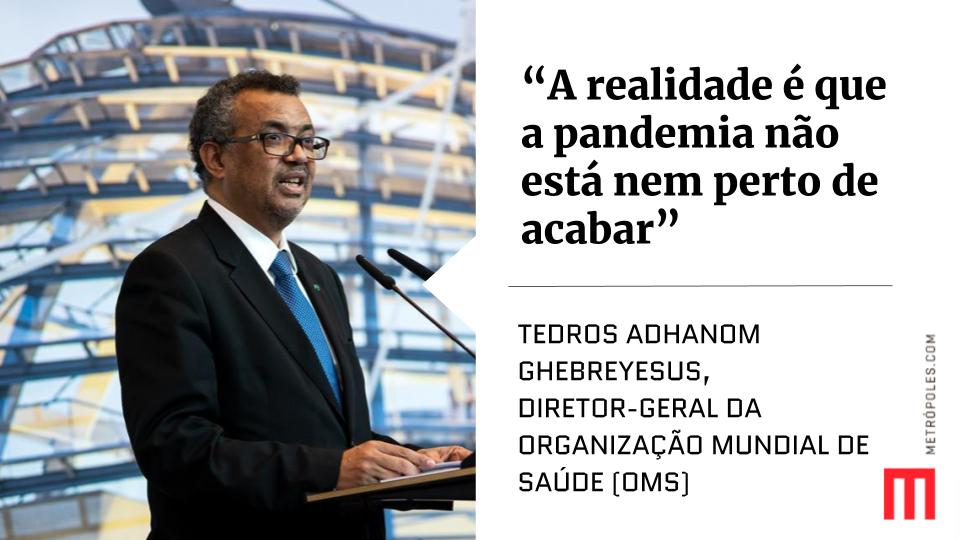 “A realidade é que
a pandemia não
está nem perto de
acabar”
TEDROS ADHANOM
GHEBREYESUS,
DIRETOR-GERAL DA
ORGANIZAÇÃO MUNDIAL DE
SAÚDE (OMS)
METRÓPOLES.COM
m